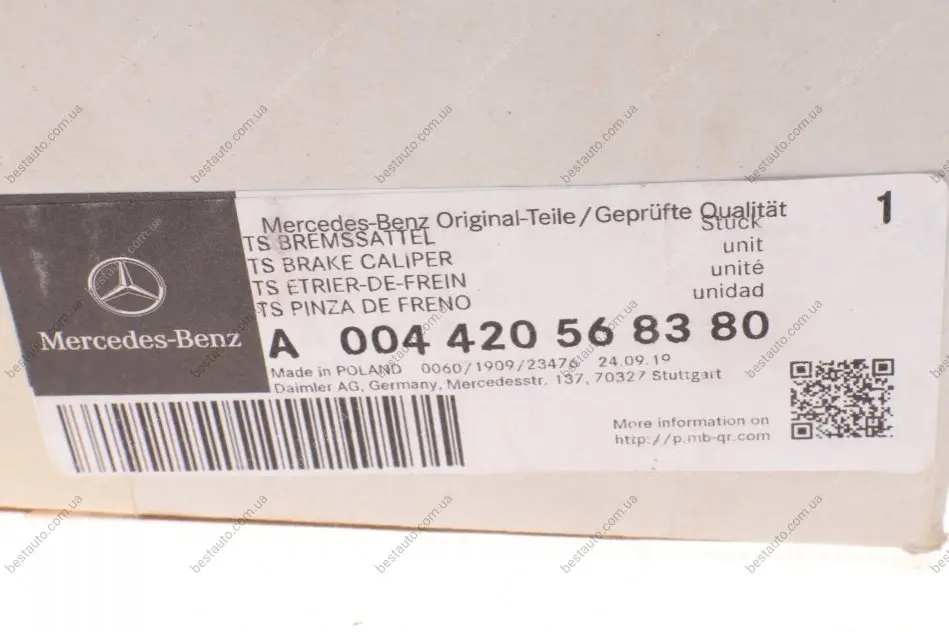 Mercedes-Benz Original-Teile/Geprüfte Qualität 1
TS BREMSSATTEL Stück
TS BRAKE CALIPER unit
TS ETRIER-DE-FREIN unité
TS PINZA DE FRENO unidad
Mercedes-Benz
A 004 420 56 83 80
Made in POLAND 0060/1909/23476 24.09.19
Daimler AG, Germany, Mercedesstr. 137, 70327 Stuttgart
More information on
http://p.mb-qr.com
bestauto.com.ua